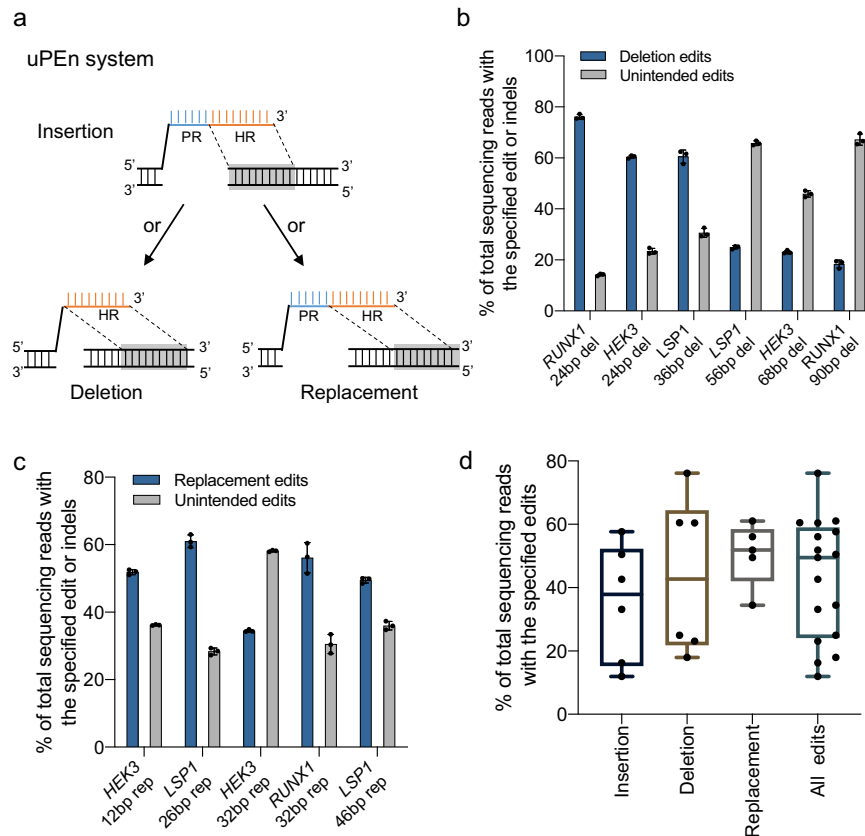 a
uPEn system
Insertion
3’
PR
HR
5’
3’
3’
5’
or
or
3’
HR
5’
3’
3’
5’
Deletion
3’
PR
HR
5’
3’
3’
5’
Replacement
b
% of total sequencing reads with
the specified edit or indels
100
80
60
40
20
0
Deletion edits
Unintended edits
RUNX1
24bp del
HEK3
24bp del
LSP1
36bp del
LSP1
56bp del
HEK3
68bp del
RUNX1
90bp del
c
% of total sequencing reads with
the specified edit or indels
80
60
40
20
0
Replacement edits
Unintended edits
HEK3
12bp rep
LSP1
26bp rep
HEK3
32bp rep
RUNX1
32bp rep
LSP1
46bp rep
d
% of total sequencing reads
with the specified edits
80
60
40
20
0
Insertion
Deletion
Replacement
All edits